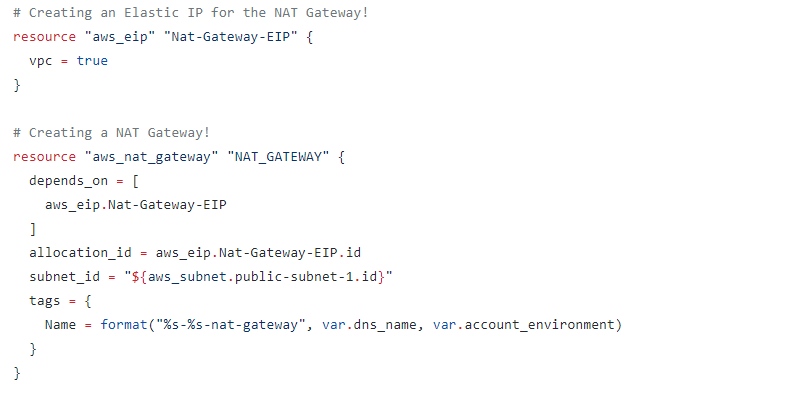 # Creating an Elastic IP for the NAT Gateway!
resource "aws_eip" "Nat-Gateway-EIP" {
  vpc = true
}

# Creating a NAT Gateway!
resource "aws_nat_gateway" "NAT_GATEWAY" {
  depends_on = [
    aws_eip.Nat-Gateway-EIP
  ]
  allocation_id = aws_eip.Nat-Gateway-EIP.id
  subnet_id = "${aws_subnet.public-subnet-1.id}"
  tags = {
    Name = format("%s-%s-nat-gateway", var.dns_name, var.account_environment)
  }
}